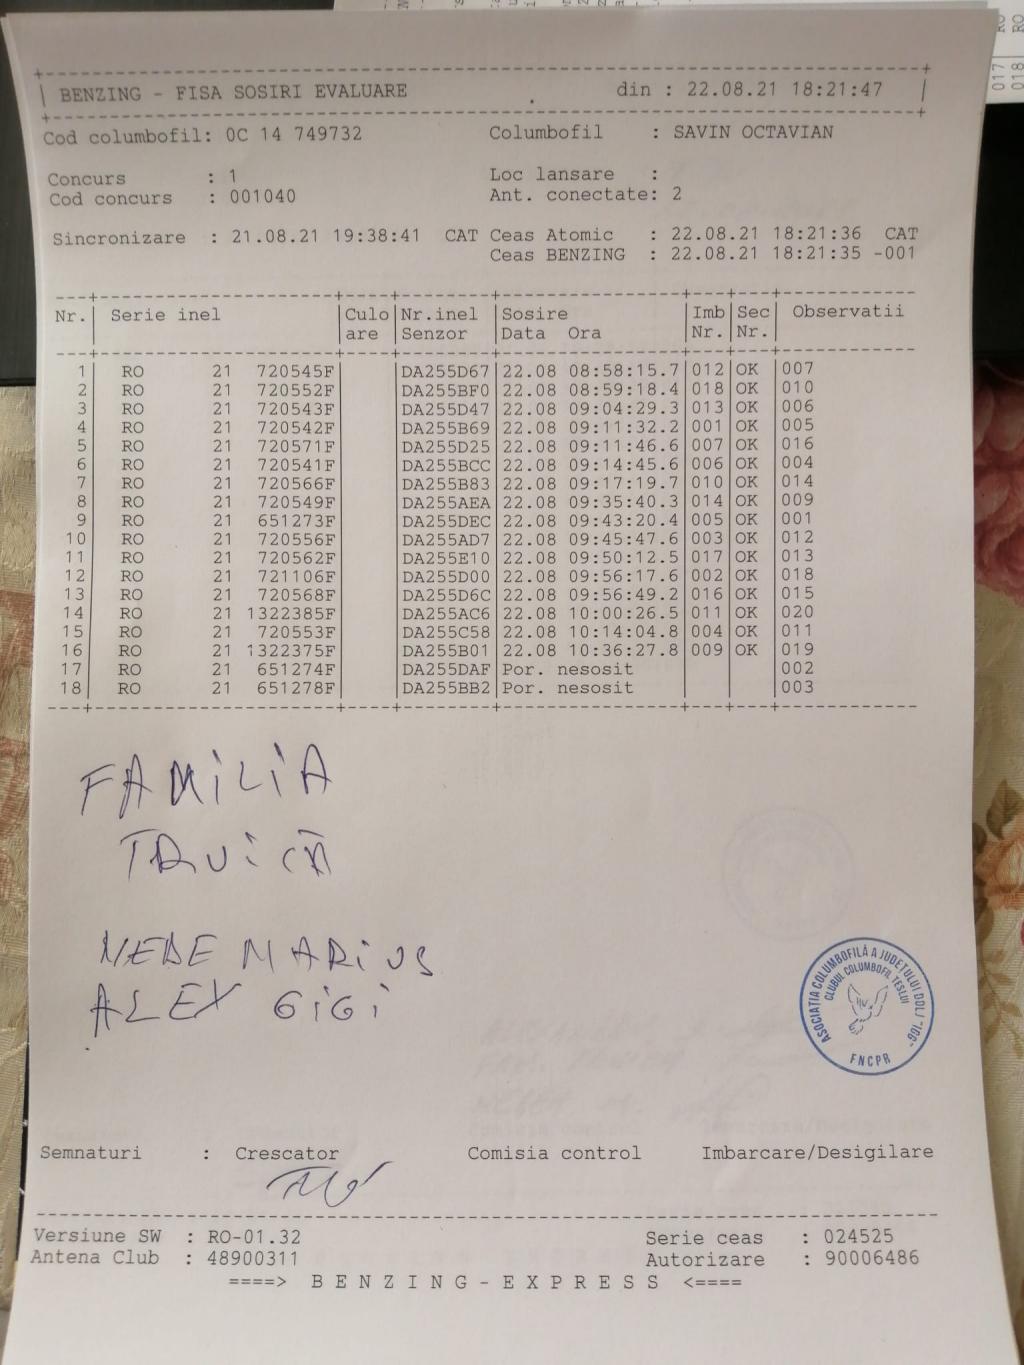 BENZING - FISA SOSIRI EVALUARE din : 22.08.21 18:21:47
Cod columbofil: 0C 14 749732 Columbofil : SAVIN OCTAVIAN
Concurs : 1 Loc lansare :
Cod concurs : 001040 Ant. conectate: 2
Sincronizare : 21.08.21 19:38:41 CAT Ceas Atomic : 22.08.21 18:21:36 CAT
Ceas BENZING : 22.08.21 18:21:35 -001
Nr. Serie inel Culo Nr.inel Sosire Imb Sec Observatii
are Senzor Data Ora Nr. Nr.
1 RO 21 720545F DA255D67 22.08 08:58:15.7 012 OK 007
2 RO 21 720552F DA255BF0 22.08 08:59:18.4 018 OK 010
3 RO 21 720543F DA255D47 22.08 09:04:29.3 013 OK 006
4 RO 21 720542F DA255B69 22.08 09:11:32.2 001 OK 005
5 RO 21 720571F DA255D25 22.08 09:11:46.6 007 OK 016
6 RO 21 720541F DA255BCC 22.08 09:14:45.6 006 OK 004
7 RO 21 720566F DA255B83 22.08 09:17:19.7 010 OK 014
8 RO 21 720549F DA255AEA 22.08 09:35:40.3 014 OK 009
9 RO 21 651273F DA255DEC 22.08 09:43:20.4 005 OK 001
10 RO 21 720556F DA255AD7 22.08 09:45:47.6 003 OK 012
11 RO 21 720562F DA255E10 22.08 09:50:12.5 017 OK 013
12 RO 21 721106F DA255D00 22.08 09:56:17.6 002 OK 018
13 RO 21 720568F DA255D6C 22.08 09:56:49.2 016 OK 015
14 RO 21 1322385F DA255AC6 22.08 10:00:26.5 011 OK 020
15 RO 21 720553F DA255C58 22.08 10:14:04.8 004 OK 011
16 RO 21 1322375F DA255B01 22.08 10:36:27.8 009 OK 019
17 RO 21 651274F DA255DAF Por. nesosit 002
18 RO 21 651278F DA255BB2 Por. nesosit 003
FAMILIA
MARIUS
ALEX GIGI
ASOCIAȚIA COLUMBOFILĂ A JUDEȚULUI DOLJ
CLUBUL COLUMBOFIL TESLUI
FNCPR
Semnaturi : Crescator Comisia control Imbarcare/Desigilare
Versiune SW : RO-01.32 Serie ceas : 024525
Antena Club : 48900311 Autorizare : 90006486
====> B E N Z I N G - E X P R E S S <====
017 RO
018 RO